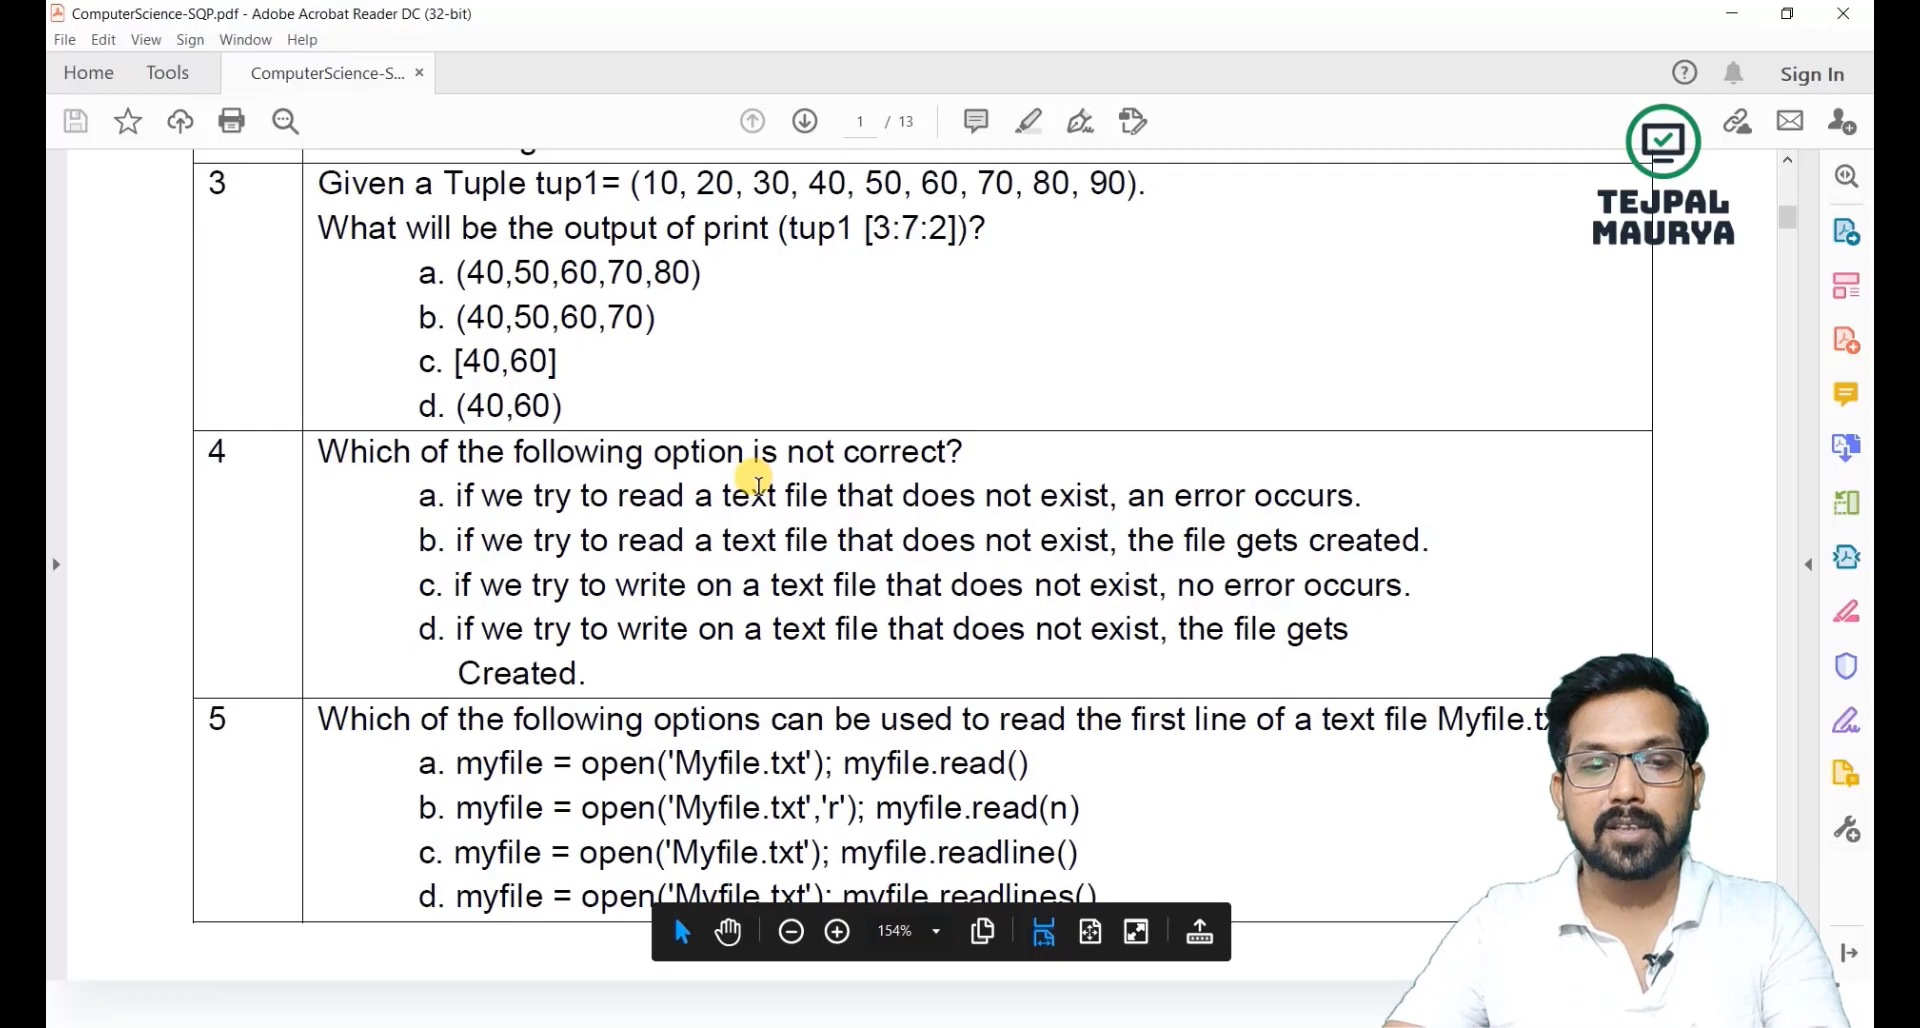 ComputerScience-SQP.pdf - Adobe Acrobat Reader DC (32-bit)
File Edit View Sign Window Help
Home Tools ComputerScience-S... × Sign In
1 / 13
TEJPAL
MAURYA
3 Given a Tuple tup1= (10, 20, 30, 40, 50, 60, 70, 80, 90).
What will be the output of print (tup1 [3:7:2])?
a. (40,50,60,70,80)
b. (40,50,60,70)
c. [40,60]
d. (40,60)
4 Which of the following option is not correct?
a. if we try to read a text file that does not exist, an error occurs.
b. if we try to read a text file that does not exist, the file gets created.
c. if we try to write on a text file that does not exist, no error occurs.
d. if we try to write on a text file that does not exist, the file gets
Created.
5 Which of the following options can be used to read the first line of a text file Myfile.t
a. myfile = open('Myfile.txt'); myfile.read()
b. myfile = open('Myfile.txt','r'); myfile.read(n)
c. myfile = open('Myfile.txt'); myfile.readline()
d. myfile = open('Myfile.txt'); myfile.readlines()
154%